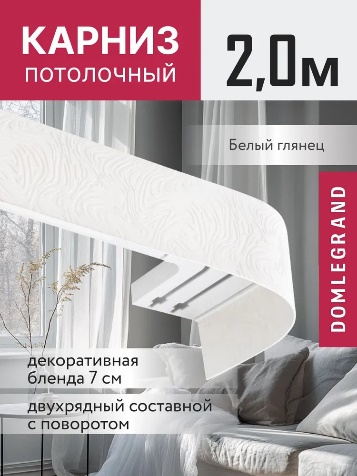 КАРНИЗ
ПОТОЛОЧНЫЙ
2,0м
Белый глянец
DOMLEGRAND
декоративная
бленда 7 см
двухрядный составной
с поворотом